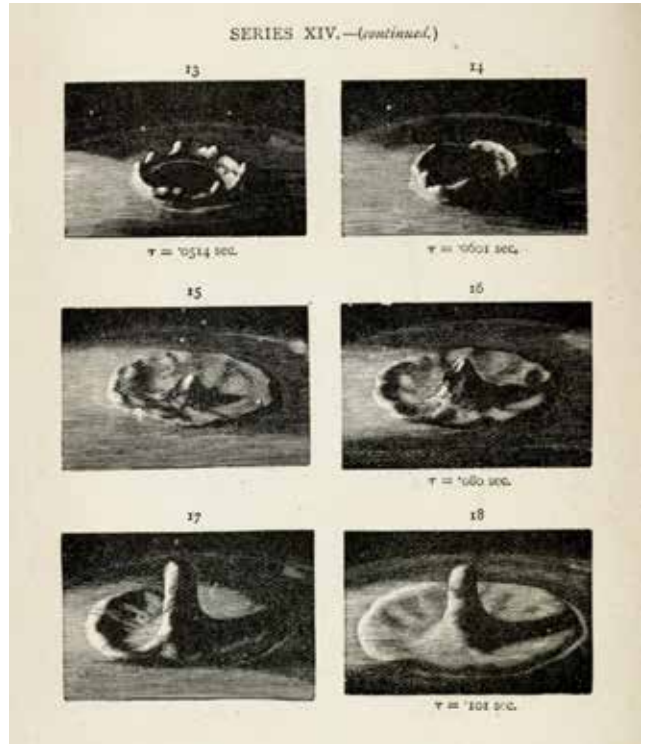 SERIES XIV.—(continued.)
13 14
τ = ·0514 sec. τ = ·0601 sec.
15 16
τ = ·080 sec.
17 18
τ = ·101 sec.